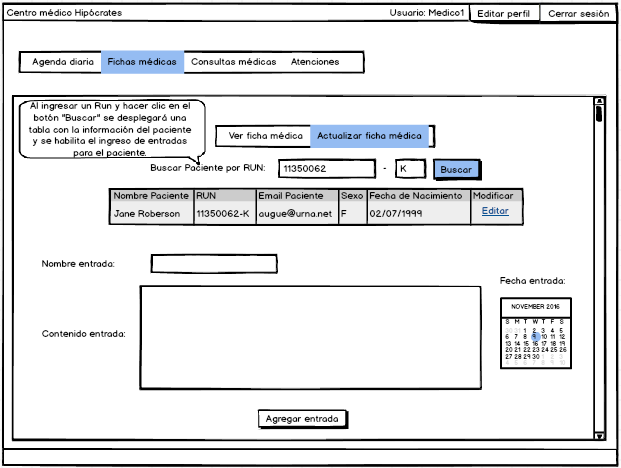 Centro médico Hipócrates
Usuario: Medico1
Editar perfil
Cerrar sesión
Agenda diaria
Fichas médicas
Consultas médicas
Atenciones
Al ingresar un Run y hacer clic en el
botón "Buscar" se desplegará una
tabla con la información del paciente
y se habilita el ingreso de entradas
para el paciente.
Ver ficha médica
Actualizar ficha médica
Buscar Paciente por RUN:
11350062
-
K
Buscar
Nombre Paciente RUN Email Paciente Sexo Fecha de Nacimiento Modificar
Jane Roberson 11350062-K augue@urna.net F 02/07/1999 Editar
Nombre entrada:
Fecha entrada:
NOVEMBER 2016
S M T W T F S
1 2 3 4 5
6 7 8 9 10 11 12
13 14 15 16 17 18 19
20 21 22 23 24 25 26
27 28 29 30
Contenido entrada:
Agregar entrada